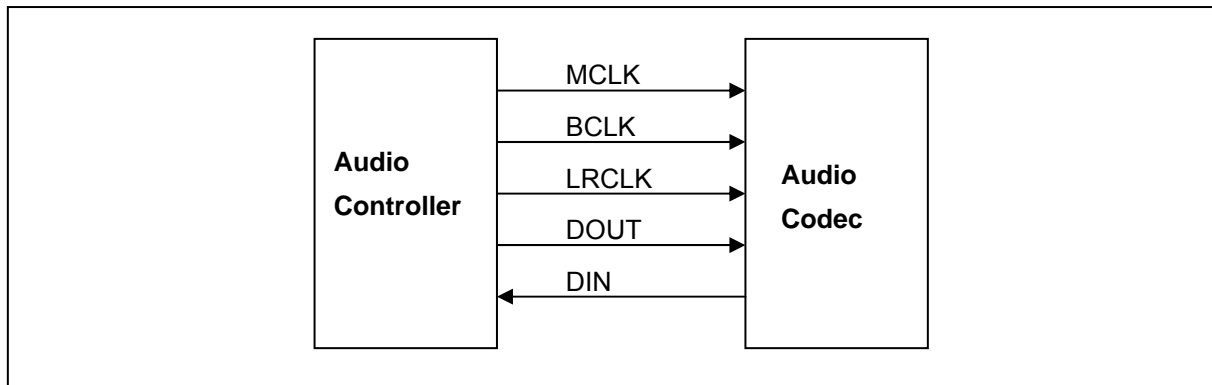 Audio
Controller
MCLK
BCLK
LRCLK
DOUT
DIN
Audio
Codec